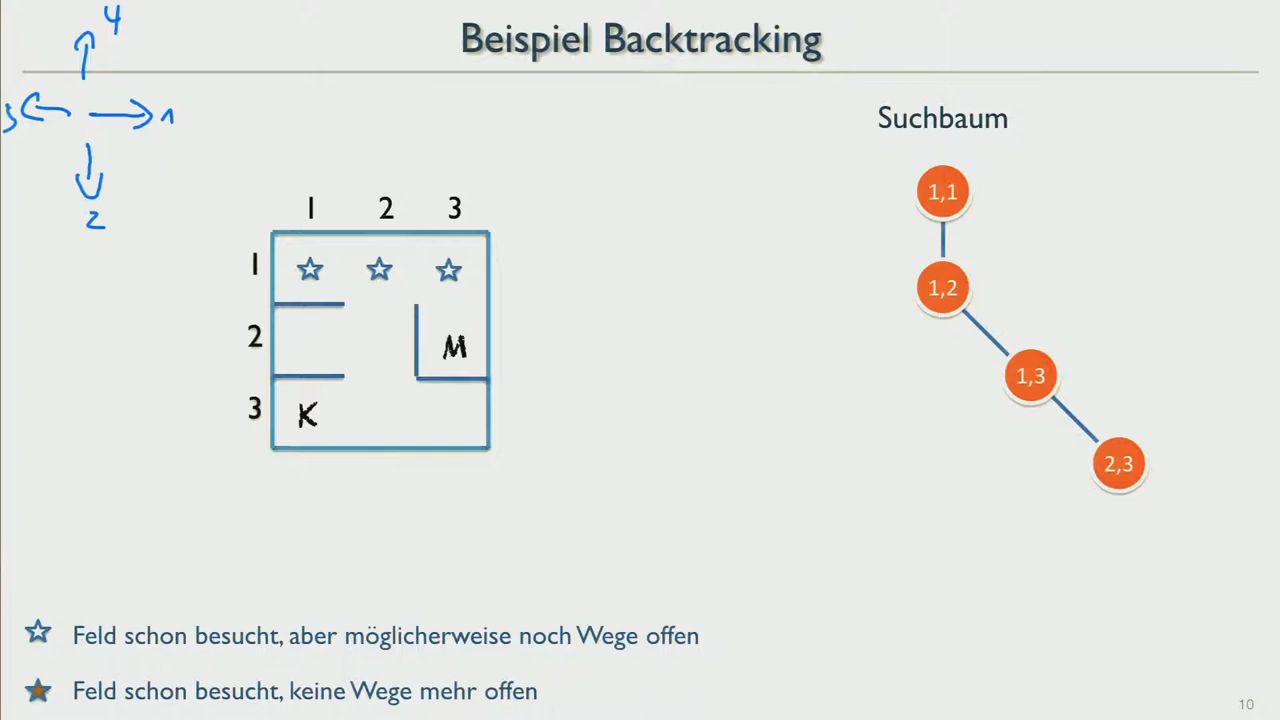 Beispiel Backtracking
4
3
1
2
Suchbaum
1 2 3
1
2 M
3 K
1,1
1,2
1,3
2,3
Feld schon besucht, aber möglicherweise noch Wege offen
Feld schon besucht, keine Wege mehr offen
10